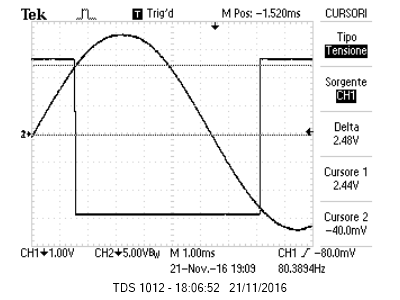 Tek T Trig'd M Pos: -1.520ms CURSORI
Tipo
Tensione
Sorgente
CH1
Delta
2.48V
Cursore 1
2.44V
Cursore 2
-40.0mV
2
CH1 1.00V CH2 5.00VBW M 1.00ms CH1 -80.0mV
21-Nov.-16 19:09 80.3894Hz
TDS 1012 - 18:06:52 21/11/2016